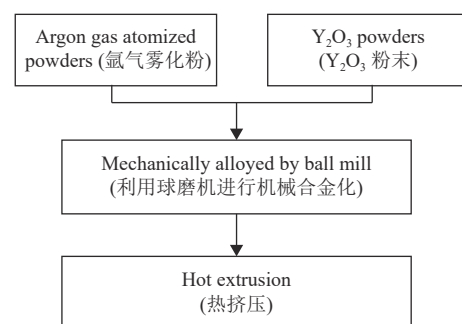 Argon gas atomized
powders (氩气雾化粉)
Y₂O₃ powders
(Y₂O₃ 粉末)
Mechanically alloyed by ball mill
(利用球磨机进行机械合金化)
Hot extrusion
(热挤压)